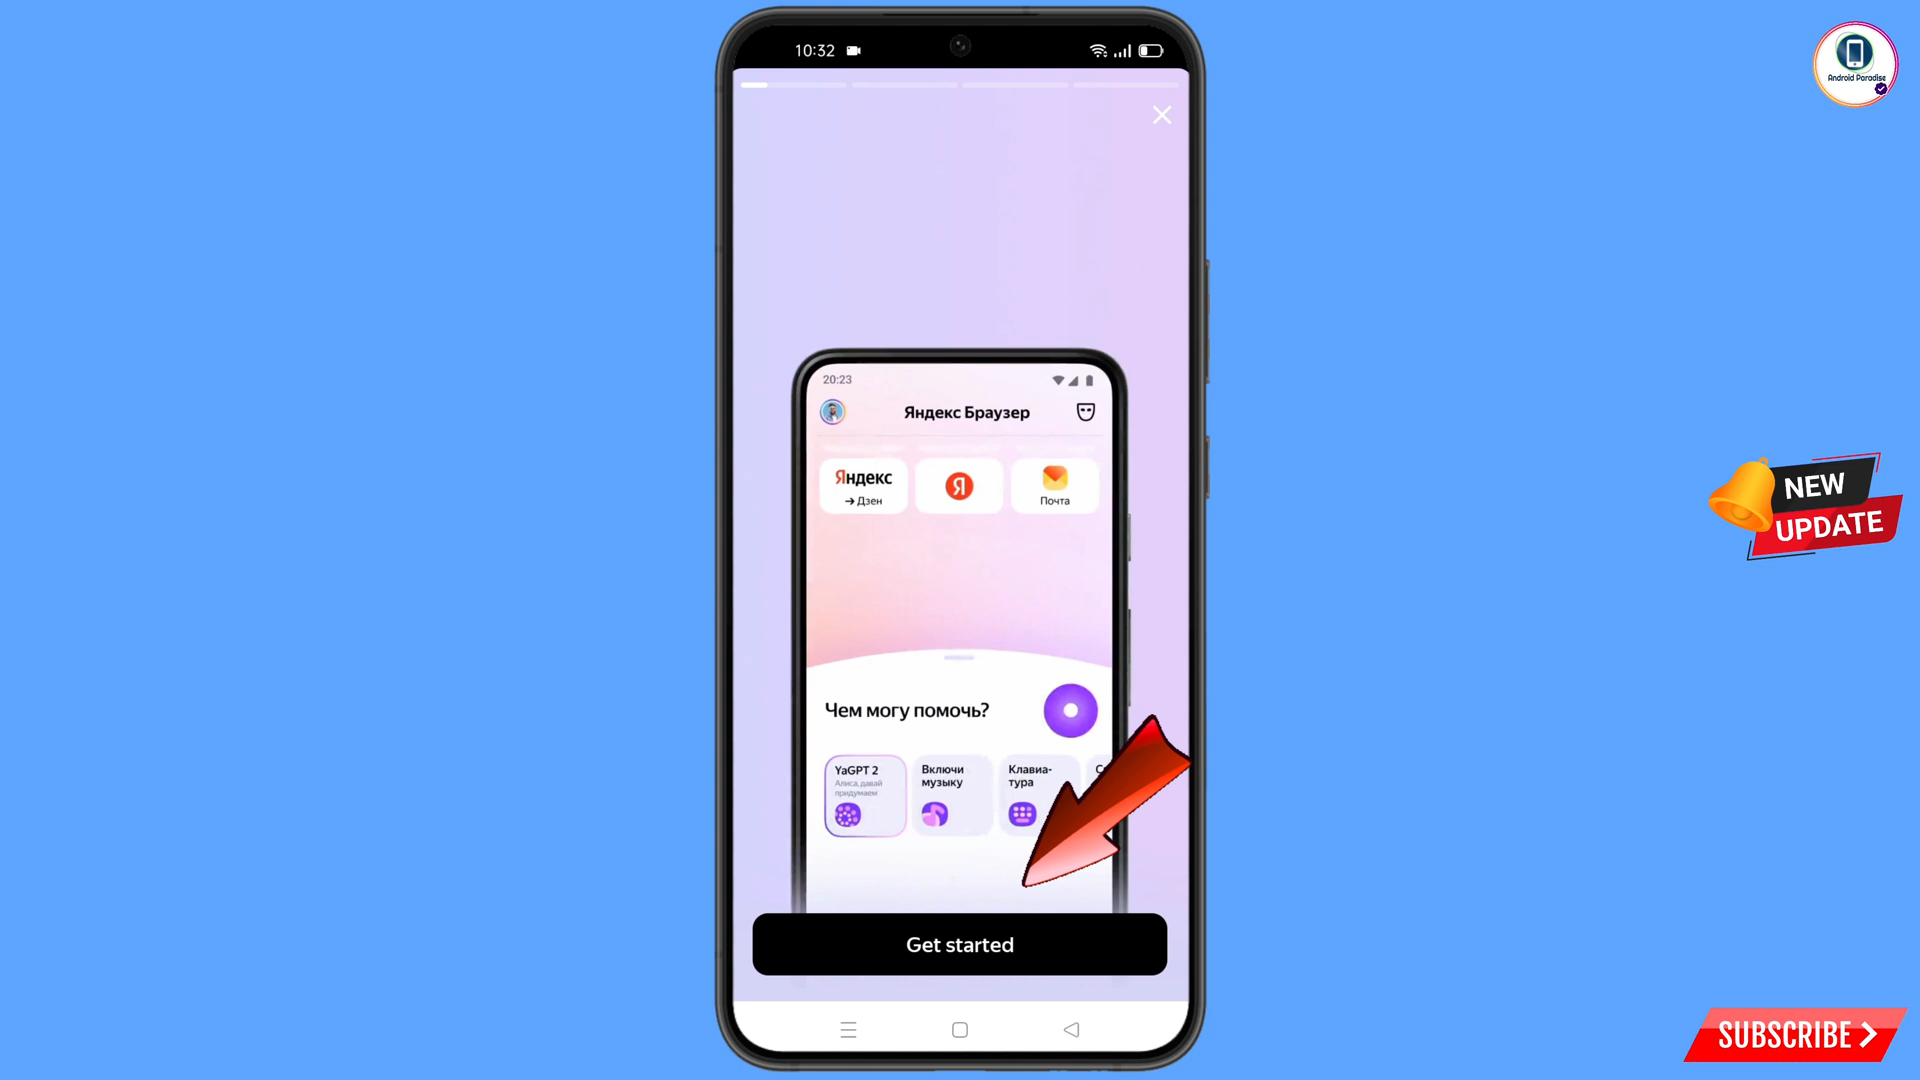 10:32
Android Paradise
20:23
Яндекс Браузер
Яндекс
→ Дзен
Я
Почта
Чем могу помочь?
YaGPT 2
Алиса, давай
придумаем
Включи
музыку
Клавиа-
тура
Get started
NEW
UPDATE
SUBSCRIBE